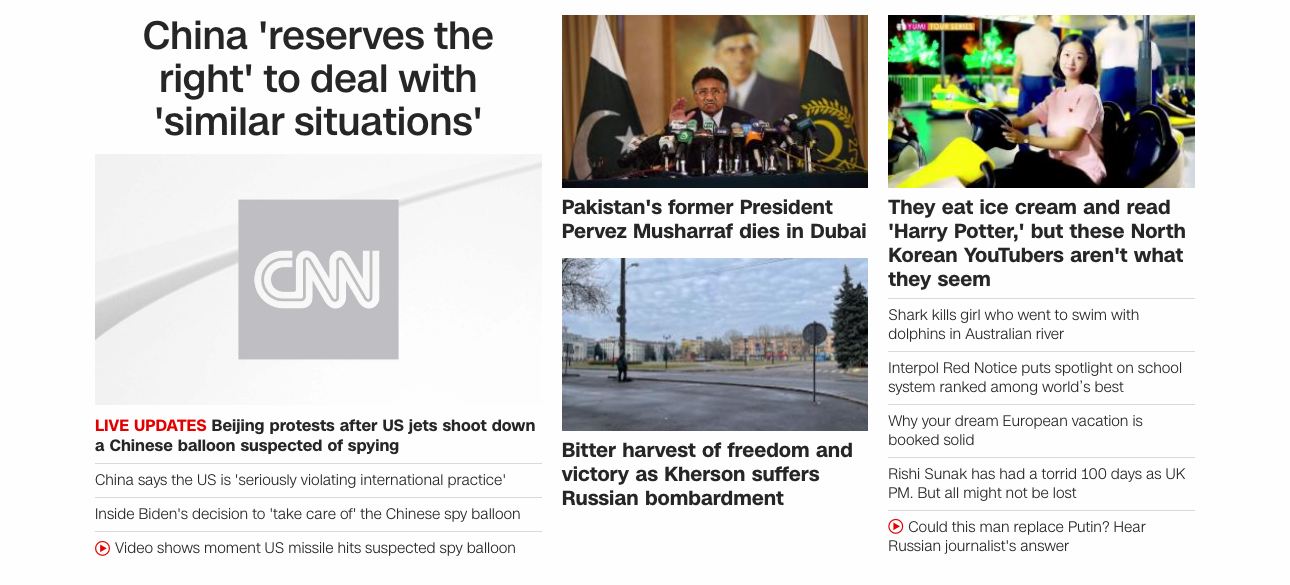 China 'reserves the
right' to deal with
'similar situations'
CNN
LIVE UPDATES Beijing protests after US jets shoot down
a Chinese balloon suspected of spying
China says the US is 'seriously violating international practice'
Inside Biden's decision to 'take care of' the Chinese spy balloon
Video shows moment US missile hits suspected spy balloon
Pakistan's former President
Pervez Musharraf dies in Dubai
Bitter harvest of freedom and
victory as Kherson suffers
Russian bombardment
YUMI TOUR SERIES
They eat ice cream and read
'Harry Potter,' but these North
Korean YouTubers aren't what
they seem
Shark kills girl who went to swim with
dolphins in Australian river
Interpol Red Notice puts spotlight on school
system ranked among world’s best
Why your dream European vacation is
booked solid
Rishi Sunak has had a torrid 100 days as UK
PM. But all might not be lost
Could this man replace Putin? Hear
Russian journalist's answer